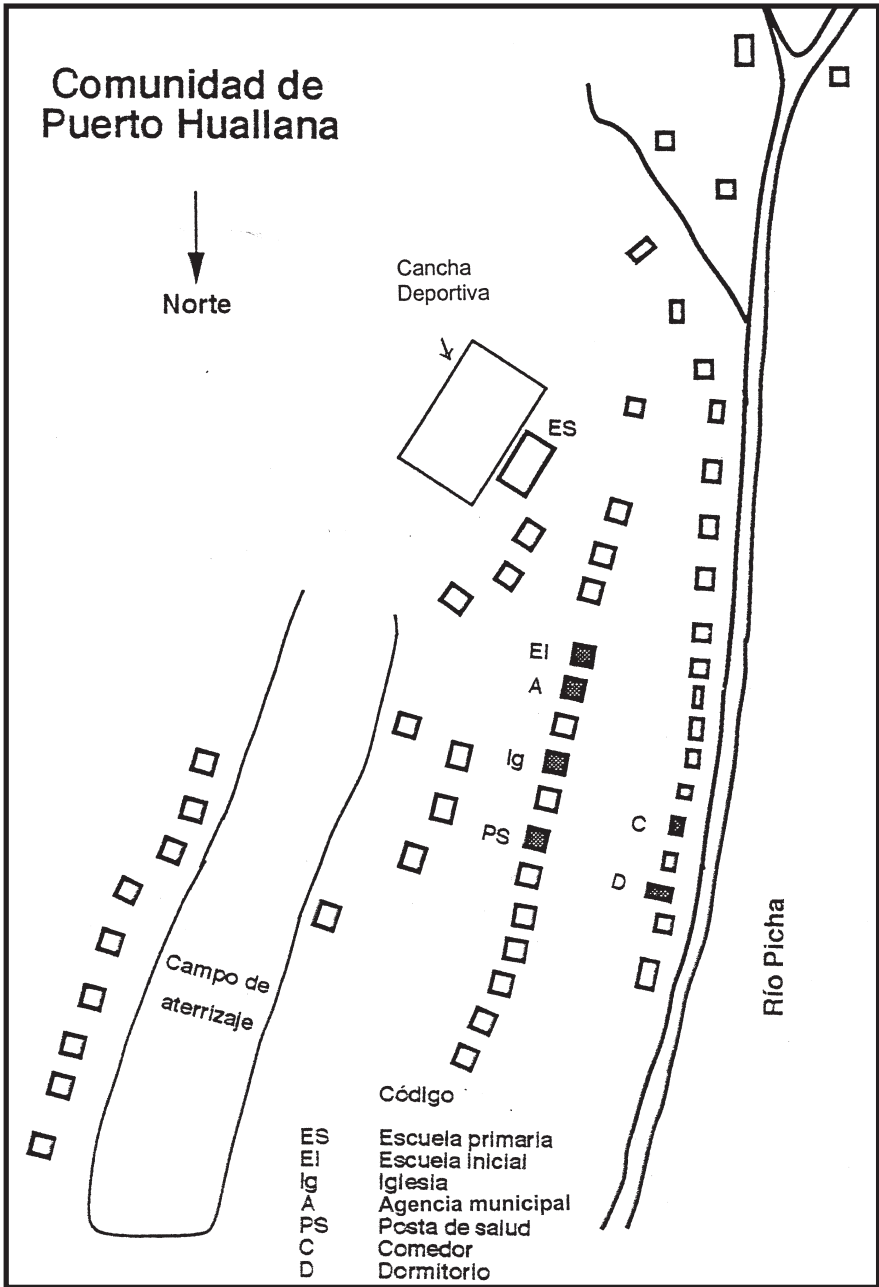 Comunidad de
Puerto Huallana
Norte
Cancha
Deportiva
ES
EI
A
Ig
PS
C
D
Campo de
aterrizaje
Río Picha
Código
ES Escuela primaria
EI Escuela inicial
Ig Iglesia
A Agencia municipal
PS Posta de salud
C Comedor
D Dormitorio